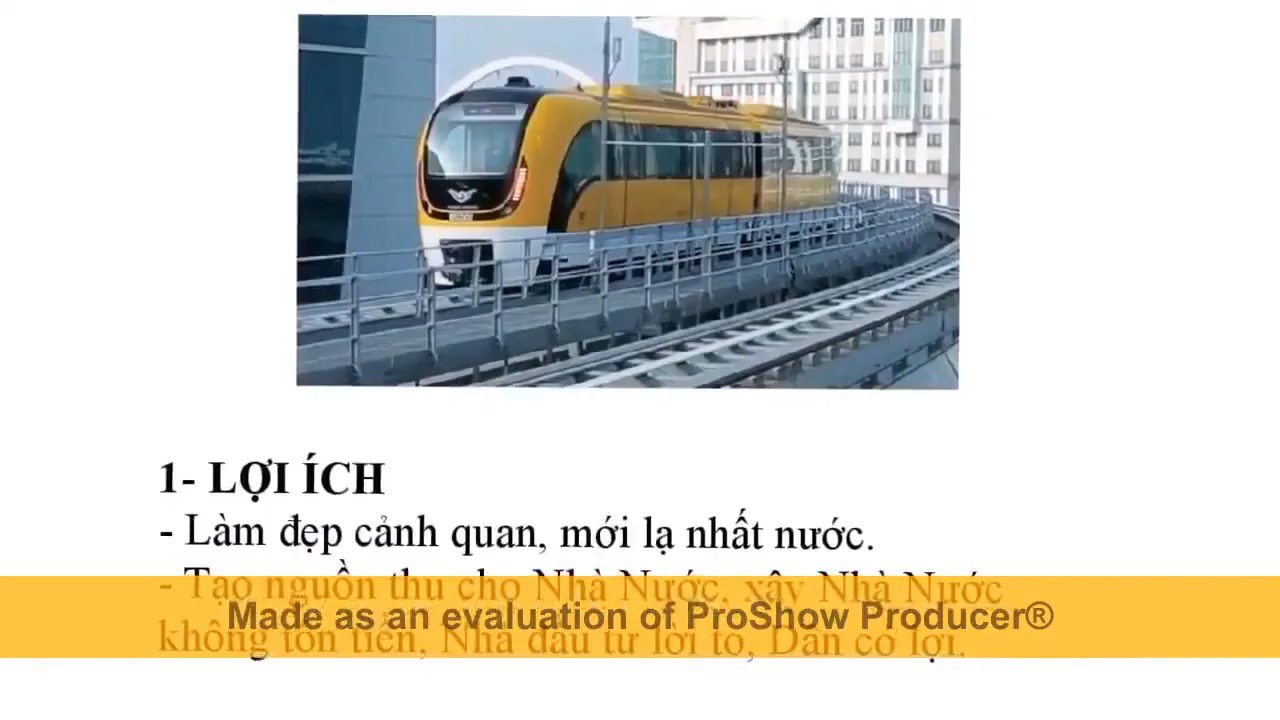 1- LỢI ÍCH
- Làm đẹp cảnh quan, mới lạ nhất nước.
- Tạo nguồn thu cho Nhà Nước, xây Nhà Nước
Made as an evaluation of ProShow Producer®
không tốn tiền, Nhà đầu tư lời to, Dân có lợi.